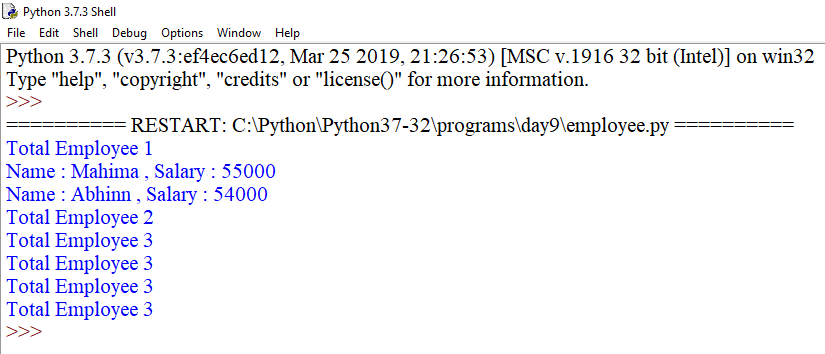 Python 3.7.3 Shell
File Edit Shell Debug Options Window Help
Python 3.7.3 (v3.7.3:ef4ec6ed12, Mar 25 2019, 21:26:53) [MSC v.1916 32 bit (Intel)] on win32
Type "help", "copyright", "credits" or "license()" for more information.
>>>
========== RESTART: C:\Python\Python37-32\programs\day9\employee.py ==========
Total Employee 1
Name : Mahima , Salary : 55000
Name : Abhinn , Salary : 54000
Total Employee 2
Total Employee 3
Total Employee 3
Total Employee 3
Total Employee 3
>>>